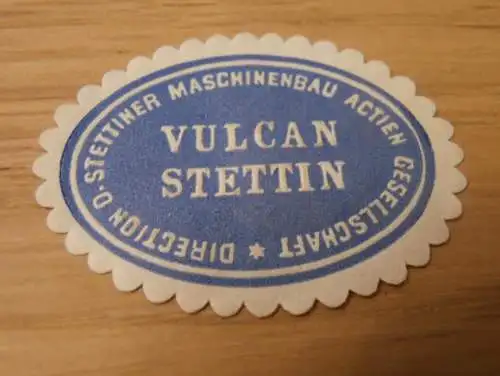 DIRECTION D. STETTINER MASCHINENBAU ACTIEN GESELLSCHAFT
VULCAN
STETTIN